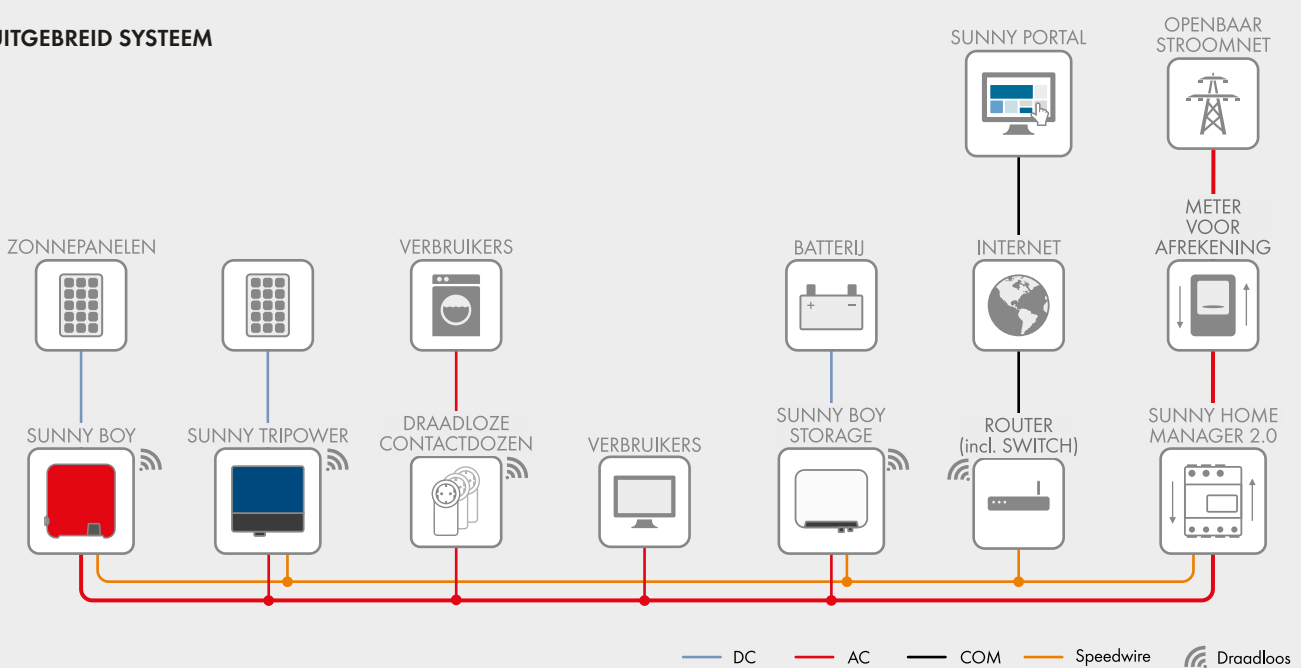 UITGEBREID SYSTEEM
SUNNY PORTAL
OPENBAAR
STROOMNET
ZONNEPANELEN
VERBRUIKERS
BATTERIJ
INTERNET
METER
VOOR
AFREKENING
SUNNY BOY
SUNNY TRIPOWER
DRAADLOZE
CONTACTDOZEN
VERBRUIKERS
SUNNY BOY
STORAGE
ROUTER
(incl. SWITCH)
SUNNY HOME
MANAGER 2.0
DC
AC
COM
Speedwire
Draadloos